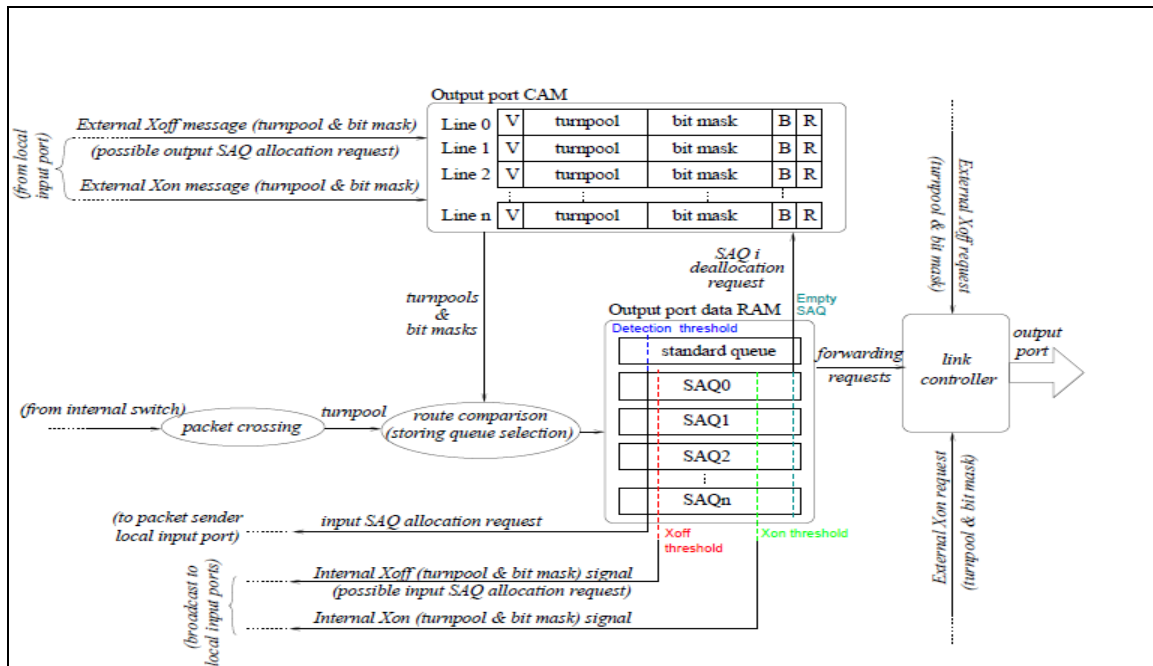 Output port CAM
External Xoff message (turnpool & bit mask)
(possible output SAQ allocation request)
External Xon message (turnpool & bit mask)
(from local
input port)
Line 0 V turnpool bit mask B R
Line 1 V turnpool bit mask B R
Line 2 V turnpool bit mask B R
Line n V turnpool bit mask B R
turnpools
&
bit masks
SAQ i
deallocation
request
Empty
SAQ
External Xoff request
(turnpool & bit mask)
Output port data RAM
Detection threshold
standard queue
SAQ0
SAQ1
SAQ2
SAQn
forwarding
requests
link
controller
output
port
(from internal switch)
packet crossing
turnpool
route comparison
(storing queue selection)
(to packet sender
local input port)
input SAQ allocation request
Xoff
threshold
Xon threshold
External Xon request
(turnpool & bit mask)
Internal Xoff (turnpool & bit mask) signal
(possible input SAQ allocation request)
Internal Xon (turnpool & bit mask) signal
(broadcast to
local input ports)